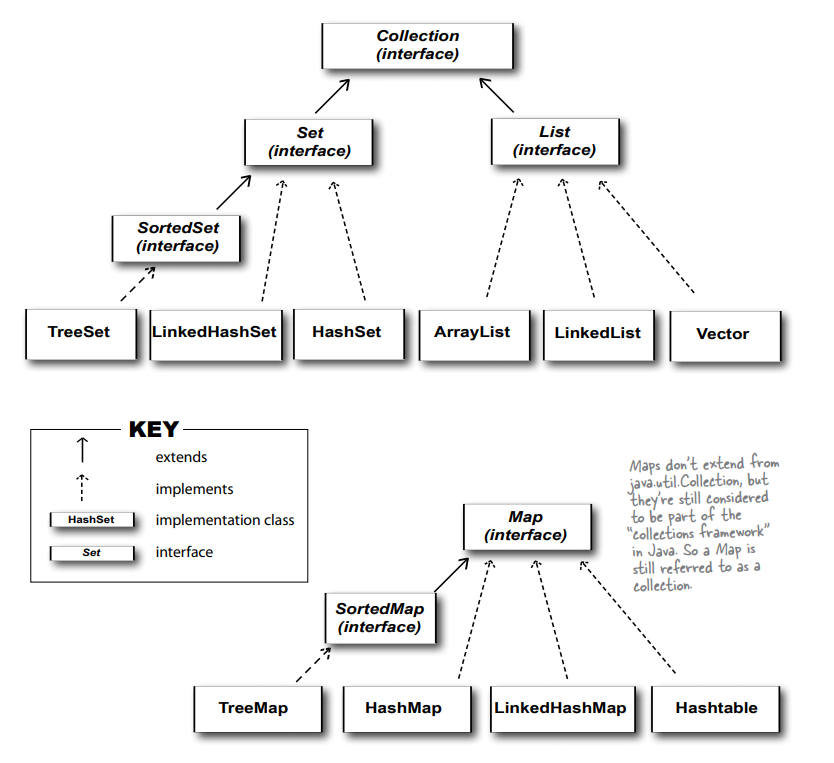 Collection
(interface)
Set
(interface)
List
(interface)
SortedSet
(interface)
TreeSet
LinkedHashSet
HashSet
ArrayList
LinkedList
Vector
KEY
extends
implements
HashSet
implementation class
Set
interface
Maps don't extend from
java.util.Collection, but
they're still considered
to be part of the
"collections framework"
in Java. So a Map is
still referred to as a
collection.
Map
(interface)
SortedMap
(interface)
TreeMap
HashMap
LinkedHashMap
Hashtable